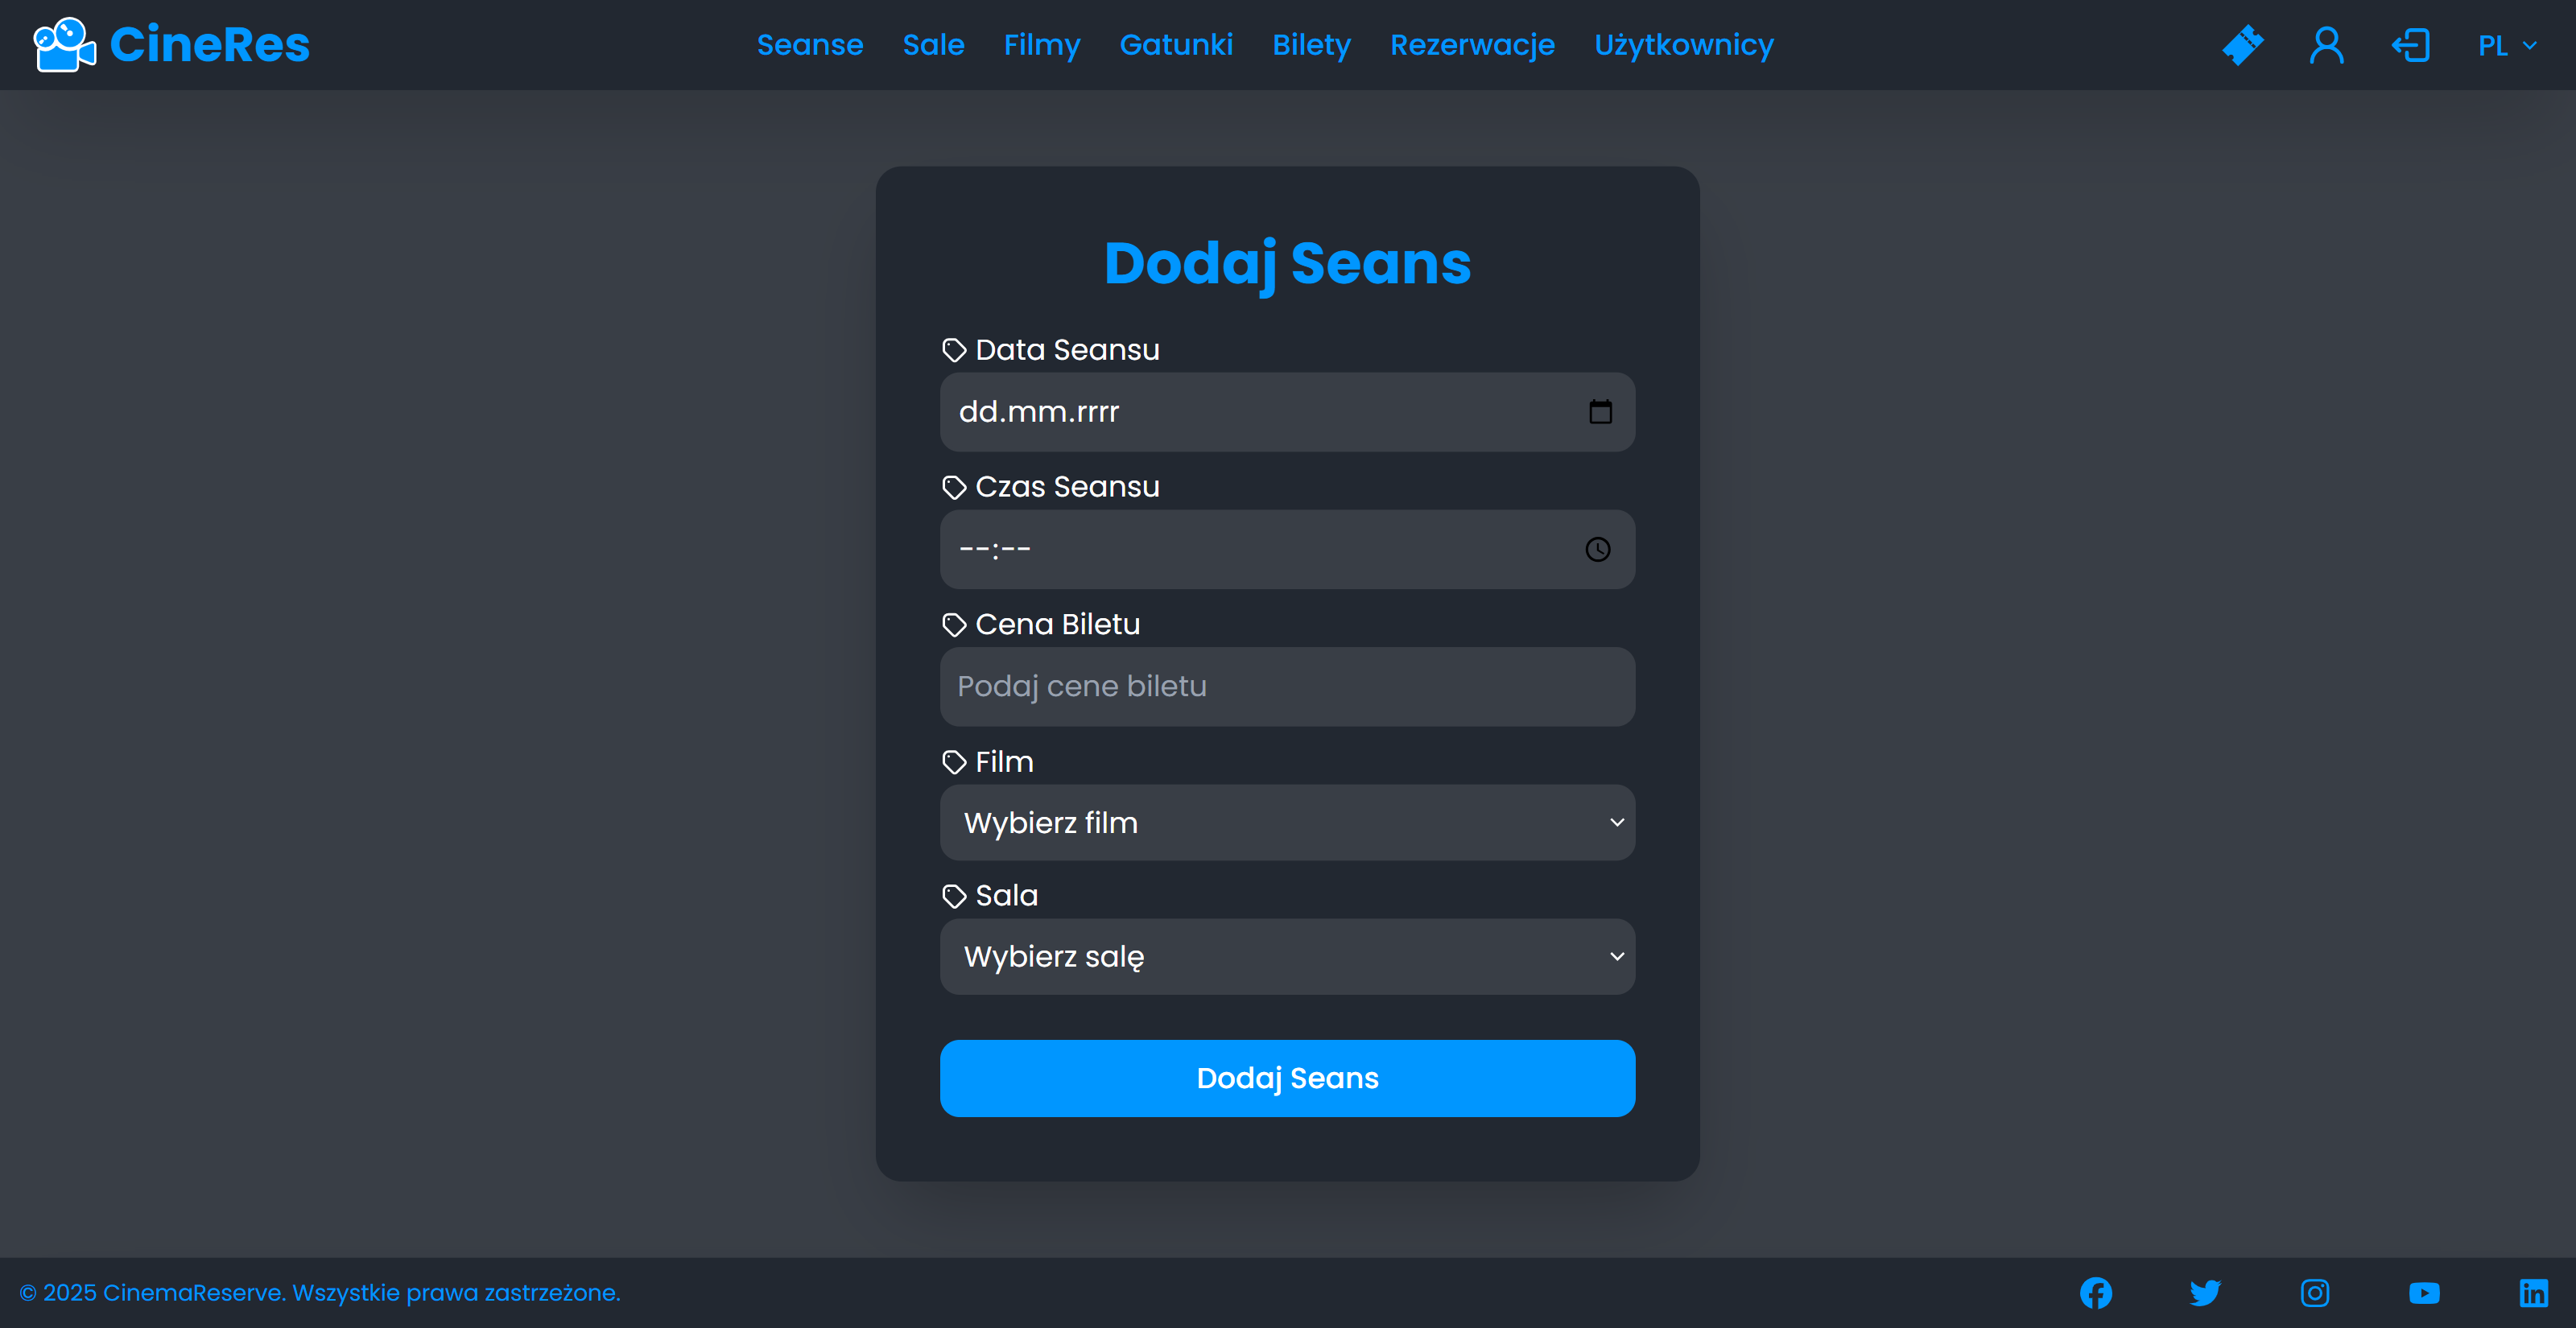 CineRes
Seanse Sale Filmy Gatunki Bilety Rezerwacje Użytkownicy
PL
Dodaj Seans
Data Seansu
dd.mm.rrrr
Czas Seansu
--:--
Cena Biletu
Podaj cene biletu
Film
Wybierz film
Sala
Wybierz salę
Dodaj Seans
© 2025 CinemaReserve. Wszystkie prawa zastrzeżone.